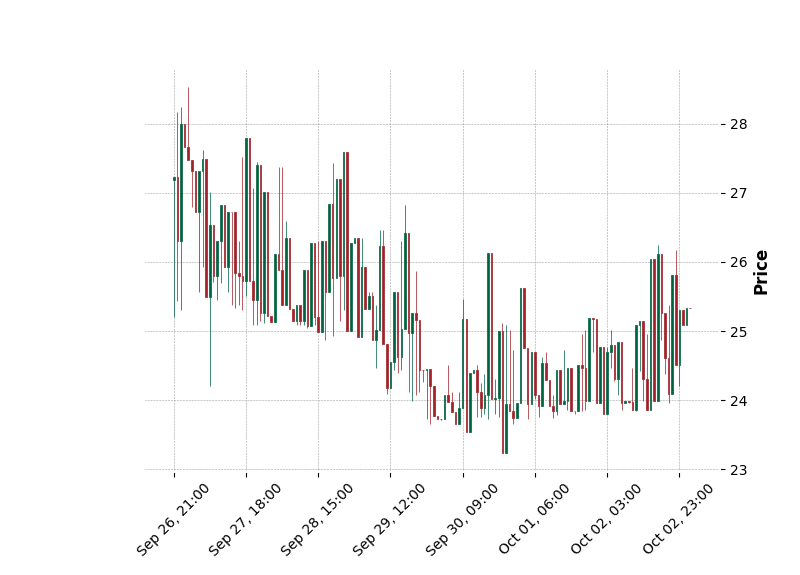 28
27
26
25
24
23
Price
Sep 26, 21:00
Sep 27, 18:00
Sep 28, 15:00
Sep 29, 12:00
Sep 30, 09:00
Oct 01, 06:00
Oct 02, 03:00
Oct 02, 23:00